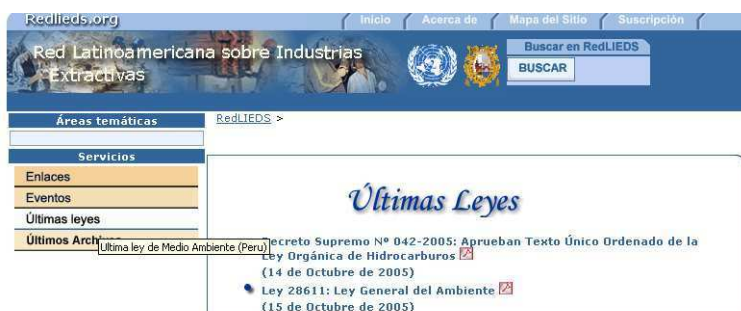 Redlieds.org
Inicio
Acerca de
Mapa del Sitio
Suscripción
Red Latinoamericana sobre Industrias
Extractivas
Buscar en RedLIEDS
BUSCAR
Áreas temáticas
RedLIEDS >
Servicios
Enlaces
Eventos
Últimas leyes
Últimos Arch
Ultima ley de Medio Ambiente (Peru)
Últimas Leyes
Decreto Supremo Nº 042-2005: Aprueban Texto Único Ordenado de la
Ley Orgánica de Hidrocarburos
(14 de Octubre de 2005)
Ley 28611: Ley General del Ambiente
(15 de Octubre de 2005)